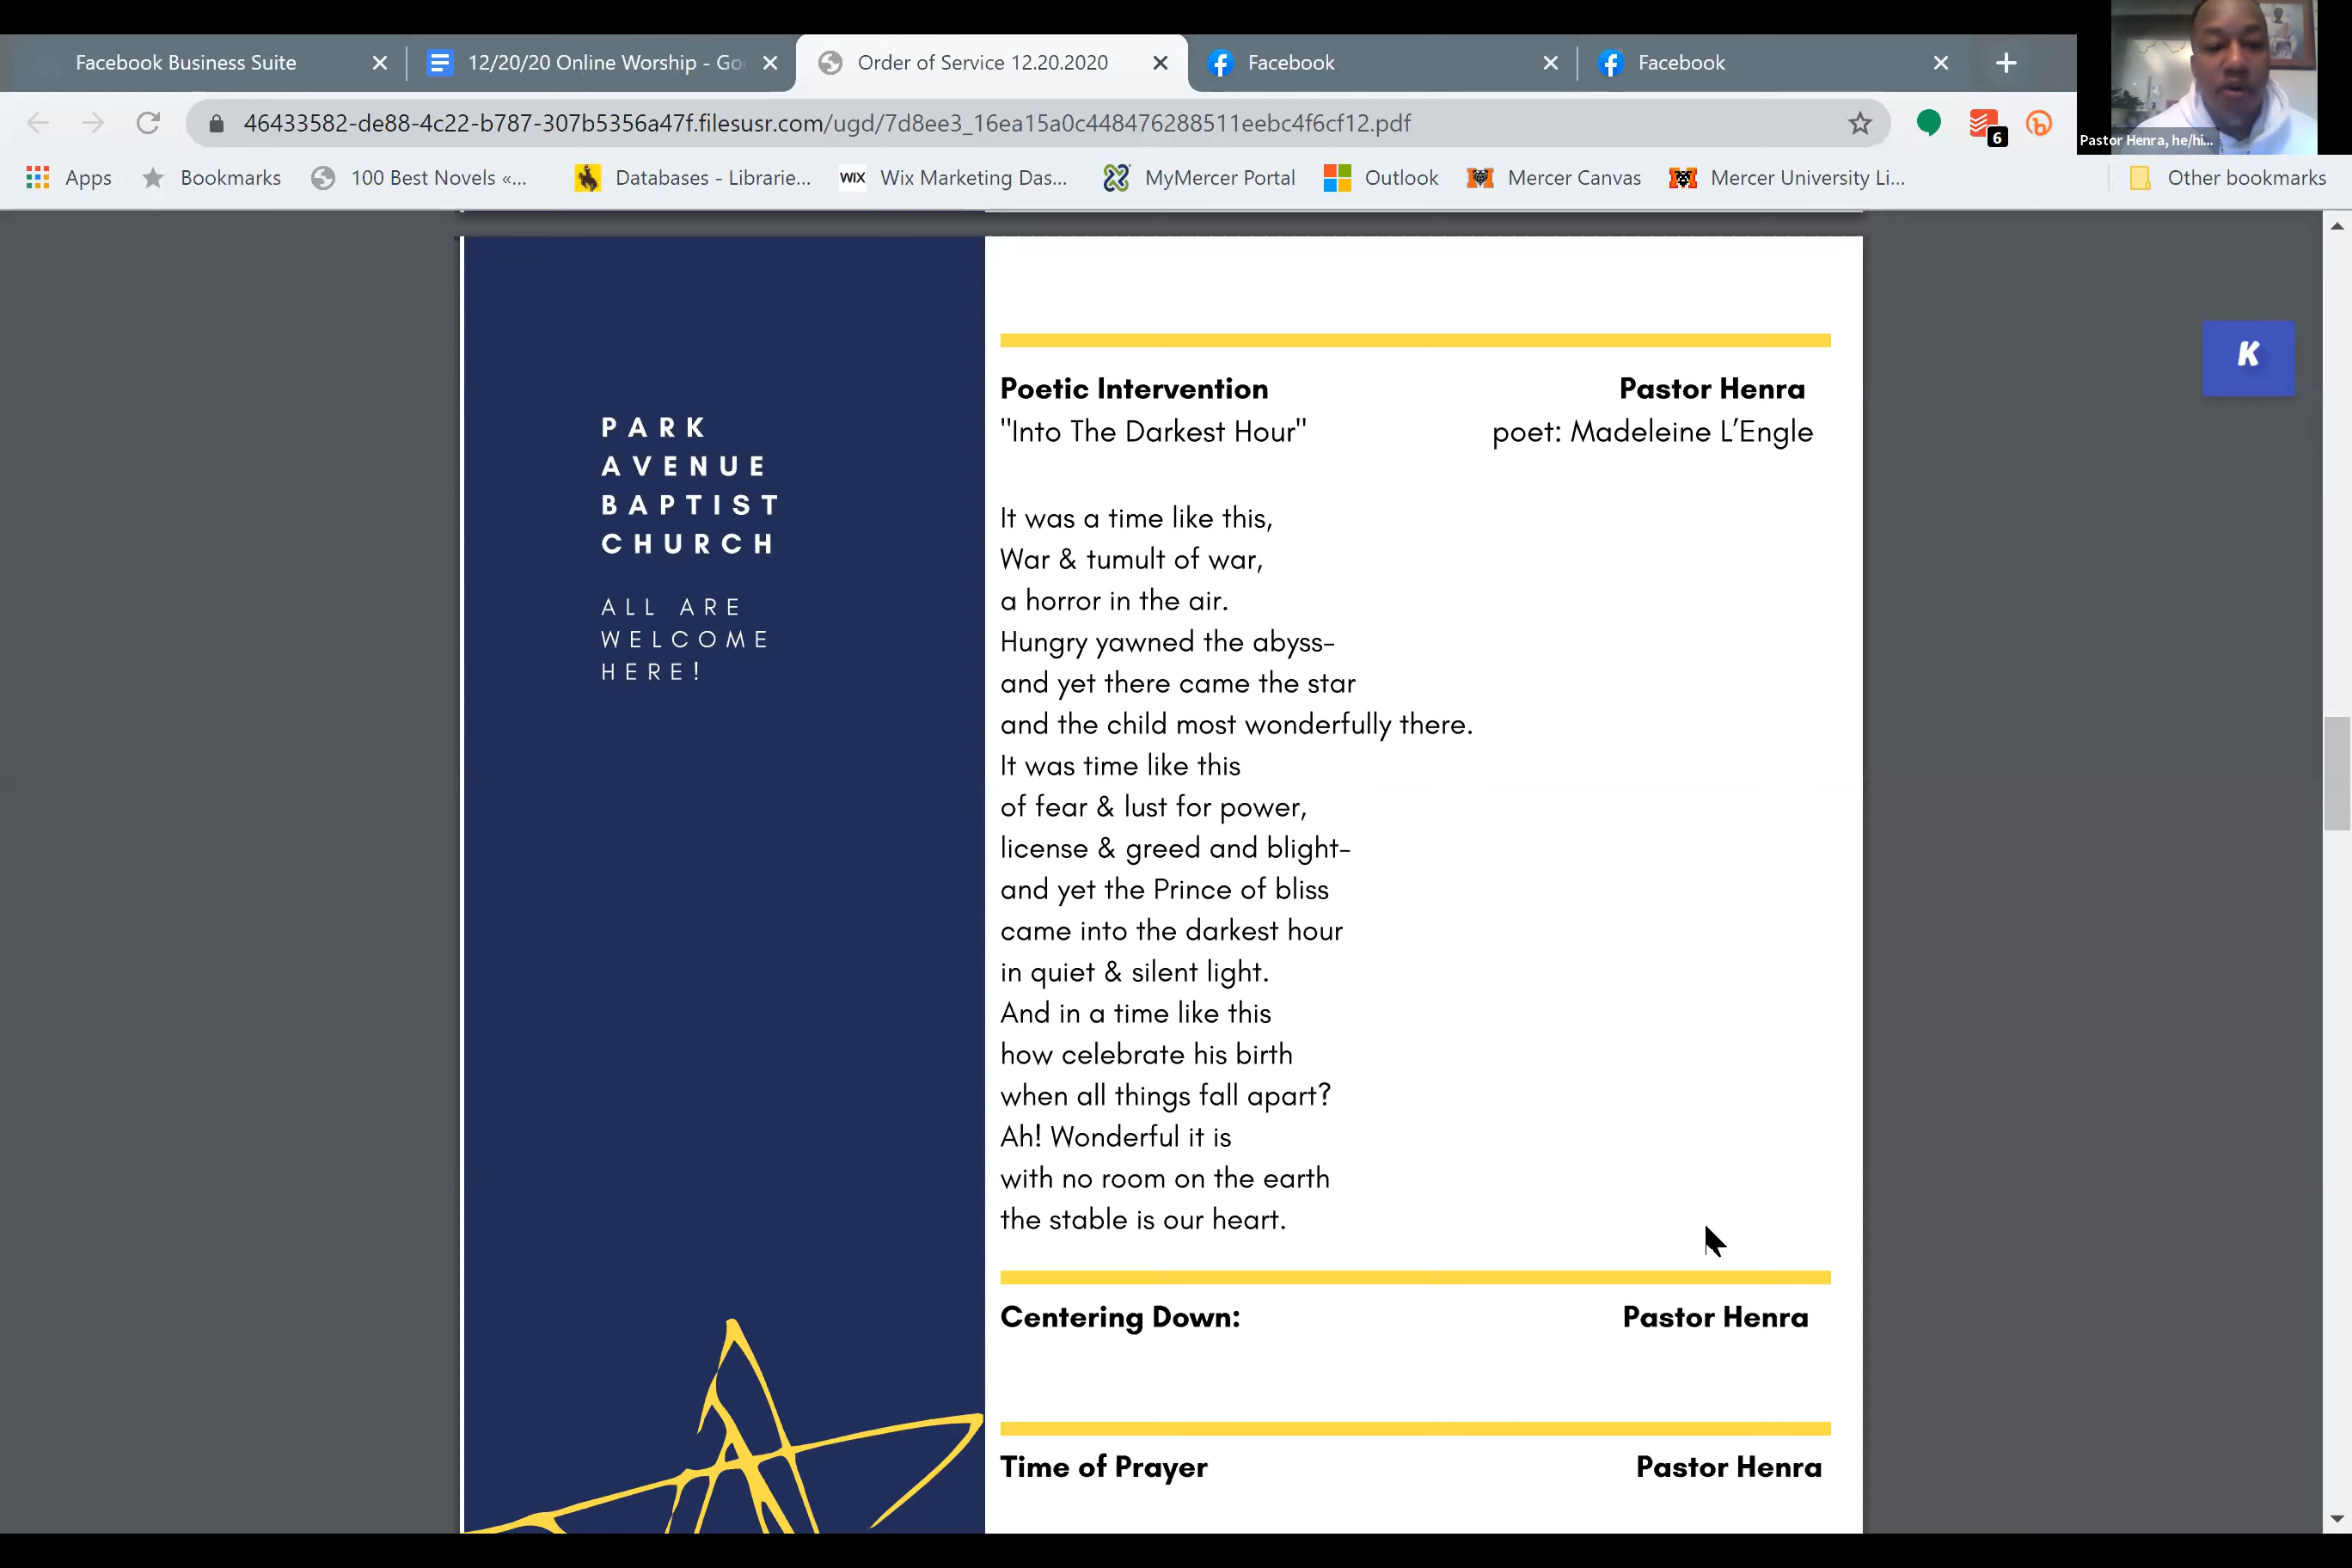 Facebook Business Suite
12/20/20 Online Worship - Go
Order of Service 12.20.2020
Facebook
Facebook
46433582-de88-4c22-b787-307b5356a47f.filesusr.com/ugd/7d8ee3_16ea15a0c448476288511eebc4f6cf12.pdf
6
Pastor Henra, he/hi...
Apps
Bookmarks
100 Best Novels «...
Databases - Librarie...
WIX
Wix Marketing Das...
MyMercer Portal
Outlook
Mercer Canvas
Mercer University Li...
Other bookmarks
K
PARK
AVENUE
BAPTIST
CHURCH
ALL ARE
WELCOME
HERE!
Poetic Intervention Pastor Henra
"Into The Darkest Hour" poet: Madeleine L’Engle
It was a time like this,
War & tumult of war,
a horror in the air.
Hungry yawned the abyss-
and yet there came the star
and the child most wonderfully there.
It was time like this
of fear & lust for power,
license & greed and blight-
and yet the Prince of bliss
came into the darkest hour
in quiet & silent light.
And in a time like this
how celebrate his birth
when all things fall apart?
Ah! Wonderful it is
with no room on the earth
the stable is our heart.
Centering Down: Pastor Henra
Time of Prayer Pastor Henra